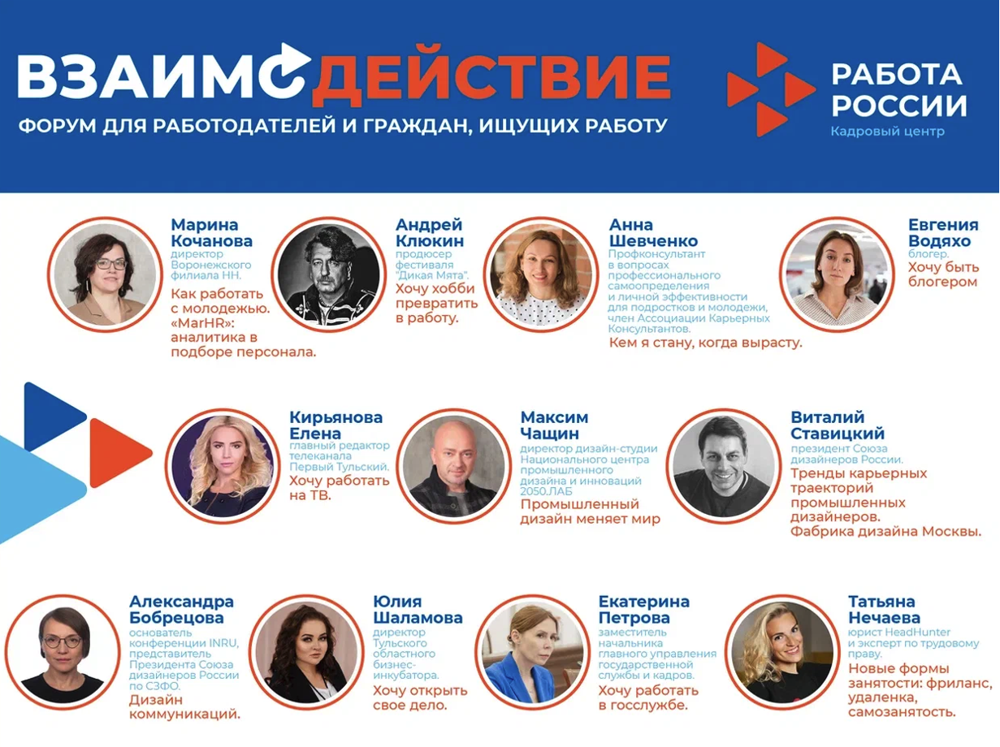 ВЗАИМОДЕЙСТВИЕ
ФОРУМ ДЛЯ РАБОТОДАТЕЛЕЙ И ГРАЖДАН, ИЩУЩИХ РАБОТУ
РАБОТА
РОССИИ
Кадровый центр
Марина
Кочанова
директор
Воронежского
филиала НН.
Как работать
с молодежью.
«MarHR»:
аналитика в
подборе персонала.
Андрей
Клюкин
продюсер
фестиваля
"Дикая Мята".
Хочу хобби
превратить
в работу.
Анна
Шевченко
Профконсультант
в вопросах
профессионального
самоопределения
и личной эффективности
для подростков и молодежи,
член Ассоциации Карьерных
Консультантов.
Кем я стану, когда вырасту.
Евгения
Водяхо
блогер.
Хочу быть
блогером
Кирьянова
Елена
главный редактор
телеканала
Первый Тульский.
Хочу работать
на ТВ.
Максим
Чащин
директор дизайн-студии
Национального центра
промышленного
дизайна и инноваций
2050.ЛАБ
Промышленный
дизайн меняет мир
Виталий
Ставицкий
президент Союза
дизайнеров России.
Тренды карьерных
траекторий
промышленных
дизайнеров.
Фабрика дизайна Москвы.
Александра
Бобрецова
основатель
конференции INRU,
представитель
Президента Союза
дизайнеров России
по СЗФО.
Дизайн
коммуникаций.
Юлия
Шаламова
директор
Тульского
областного
бизнес-
инкубатора.
Хочу открыть
свое дело.
Екатерина
Петрова
заместитель
начальника
главного управления
государственной
службы и кадров.
Хочу работать
в госслужбе.
Татьяна
Нечаева
юрист HeadHunter
и эксперт по трудовому
праву.
Новые формы
занятости: фриланс,
удаленка,
самозанятость.